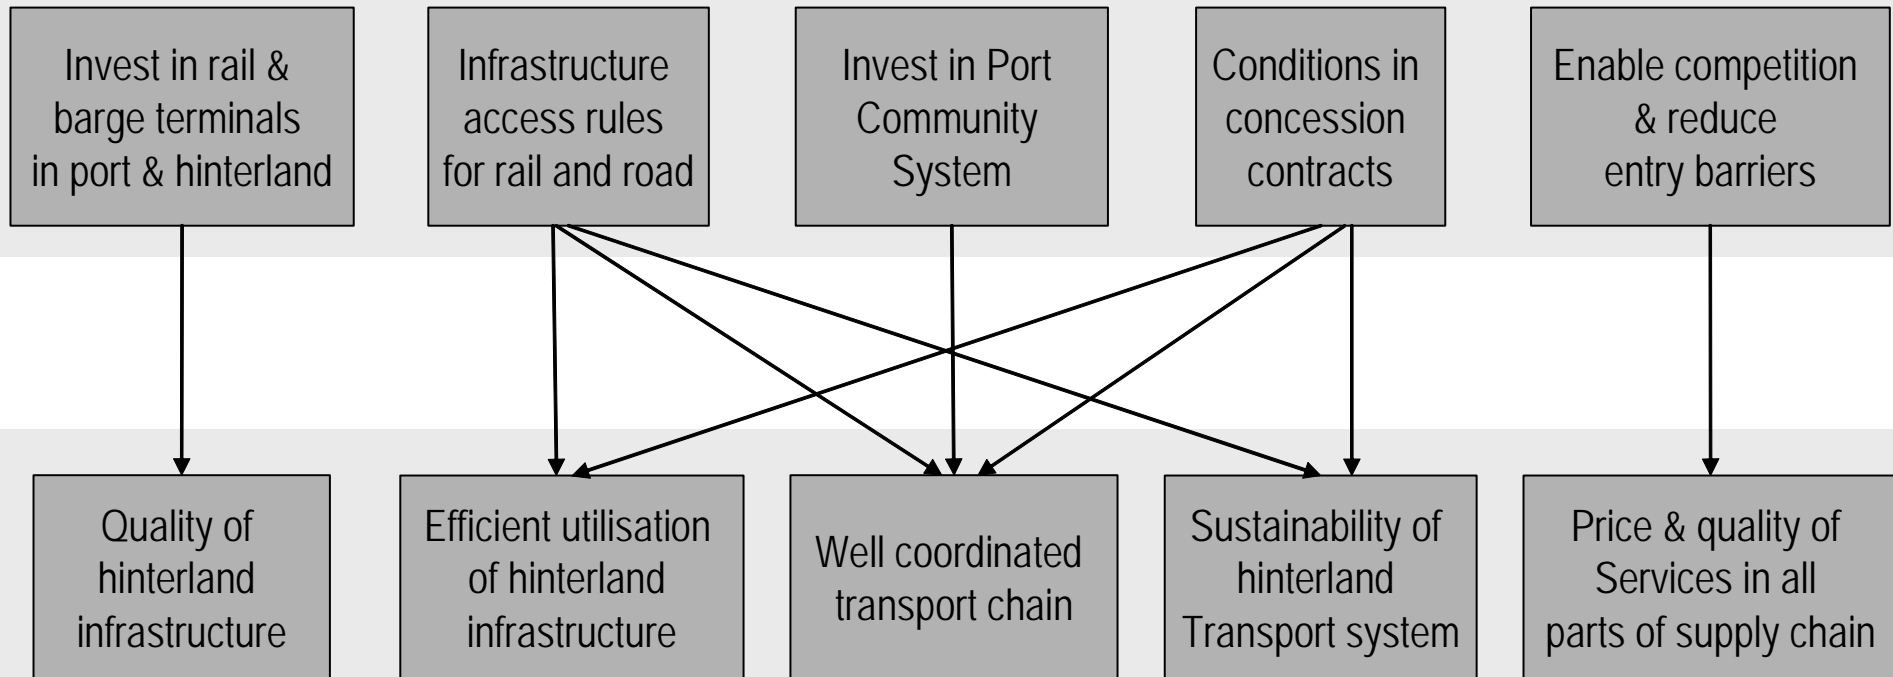 Invest in rail &
barge terminals
in port & hinterland
Infrastructure
access rules
for rail and road
Invest in Port
Community
System
Conditions in
concession
contracts
Enable competition
& reduce
entry barriers
Quality of
hinterland
infrastructure
Efficient utilisation
of hinterland
infrastructure
Well coordinated
transport chain
Sustainability of
hinterland
Transport system
Price & quality of
Services in all
parts of supply chain